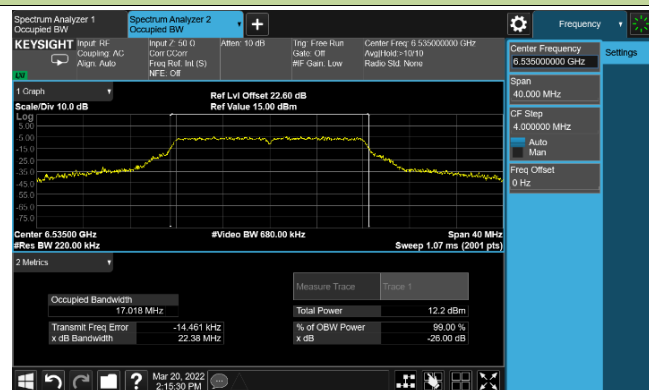 Spectrum Analyzer 1
Occupied BW
Spectrum Analyzer 2
Occupied BW
+
Frequency
KEYSIGHT
Input: RF
Coupling: AC
Align: Auto
Input Z: 50 Ω
Corr CCorr
Freq Ref: Int (S)
NFE: Off
Atten: 10 dB
Trig: Free Run
Gate: Off
#IF Gain: Low
Center Freq: 6.535000000 GHz
Avg|Hold:>10/10
Radio Std: None
LXI
Center Frequency
6.535000000 GHz
Settings
Span
40.000 MHz
CF Step
4.000000 MHz
Auto
Man
Freq Offset
0 Hz
1 Graph
Scale/Div 10.0 dB
Ref Lvl Offset 22.60 dB
Ref Value 15.00 dBm
Log
5.00
-5.00
-15.0
-25.0
-35.0
-45.0
-55.0
-65.0
-75.0
Center 6.53500 GHz
#Res BW 220.00 kHz
#Video BW 680.00 kHz
Span 40 MHz
Sweep 1.07 ms (2001 pts)
2 Metrics
Measure Trace
Trace 1
Occupied Bandwidth
17.018 MHz
Total Power
12.2 dBm
Transmit Freq Error
-14.461 kHz
% of OBW Power
99.00 %
x dB Bandwidth
22.38 MHz
x dB
-26.00 dB
?
Mar 20, 2022
2:15:30 PM